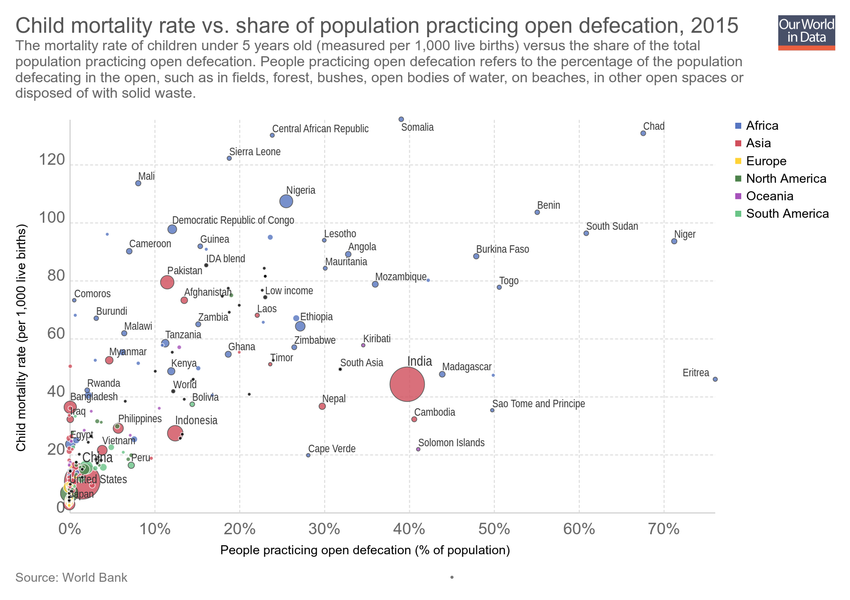 Child mortality rate vs. share of population practicing open defecation, 2015
Our World
in Data
The mortality rate of children under 5 years old (measured per 1,000 live births) versus the share of the total
population practicing open defecation. People practicing open defecation refers to the percentage of the population
defecating in the open, such as in fields, forest, bushes, open bodies of water, on beaches, in other open spaces or
disposed of with solid waste.
Child mortality rate (per 1,000 live births)
120
100
80
60
40
20
0
Central African Republic
Somalia
Chad
Sierra Leone
Mali
Nigeria
Benin
Democratic Republic of Congo
South Sudan
Niger
Cameroon
Guinea
Lesotho
Angola
Burkina Faso
IDA blend
Mauritania
Pakistan
Mozambique
Togo
Comoros
Afghanistan
Low income
Burundi
Zambia
Laos
Ethiopia
Malawi
Tanzania
Zimbabwe
Kiribati
Myanmar
Ghana
Timor
Kenya
South Asia
India
Madagascar
Eritrea
Rwanda
World
Bangladesh
Bolivia
Nepal
Sao Tome and Principe
Iraq
Philippines
Indonesia
Cambodia
Egypt
Vietnam
Cape Verde
Solomon Islands
China
Peru
United States
Japan
0%
10%
20%
30%
40%
50%
60%
70%
People practicing open defecation (% of population)
Africa
Asia
Europe
North America
Oceania
South America
Source: World Bank